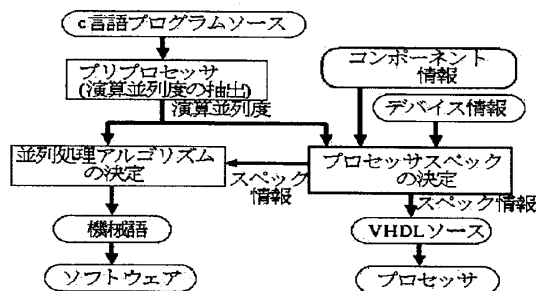 c言語プログラムソース
プリプロセッサ
(演算並列度の抽出)
演算並列度
コンポーネント
情報
デバイス情報
並列処理アルゴリズム
の決定
スペック
情報
プロセッサスペック
の決定
スペック情報
機械語
VHDLソース
ソフトウェア
プロセッサ